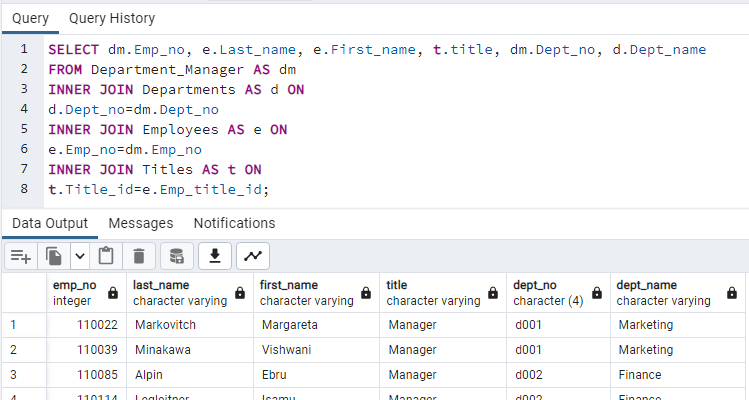 Query Query History
1 SELECT dm.Emp_no, e.Last_name, e.First_name, t.title, dm.Dept_no, d.Dept_name
2 FROM Department_Manager AS dm
3 INNER JOIN Departments AS d ON
4 d.Dept_no=dm.Dept_no
5 INNER JOIN Employees AS e ON
6 e.Emp_no=dm.Emp_no
7 INNER JOIN Titles AS t ON
8 t.Title_id=e.Emp_title_id;
Data Output Messages Notifications
emp_no last_name first_name title dept_no dept_name
integer character varying character varying character varying character (4) character varying
1 110022 Markovitch Margareta Manager d001 Marketing
2 110039 Minakawa Vishwani Manager d001 Marketing
3 110085 Alpin Ebru Manager d002 Finance
4 110114 Legleitner Isamu Manager d002 Finance